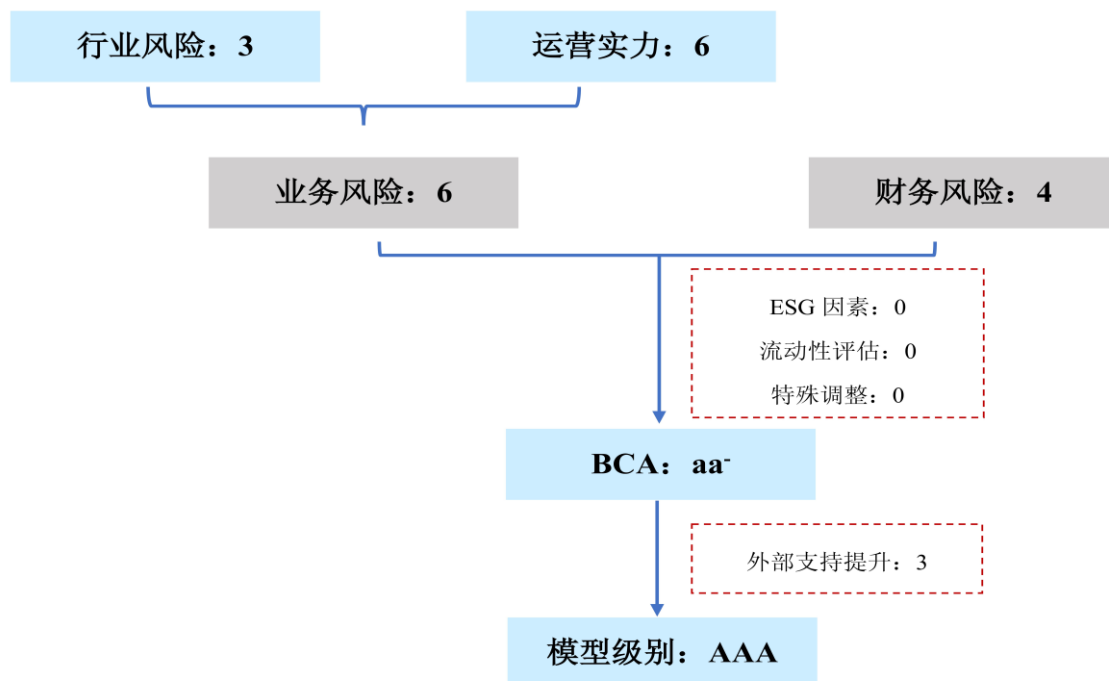 行业风险：3
运营实力：6
业务风险：6
财务风险：4
ESG 因素：0
流动性评估：0
特殊调整：0
BCA：aa-
外部支持提升：3
模型级别：AAA